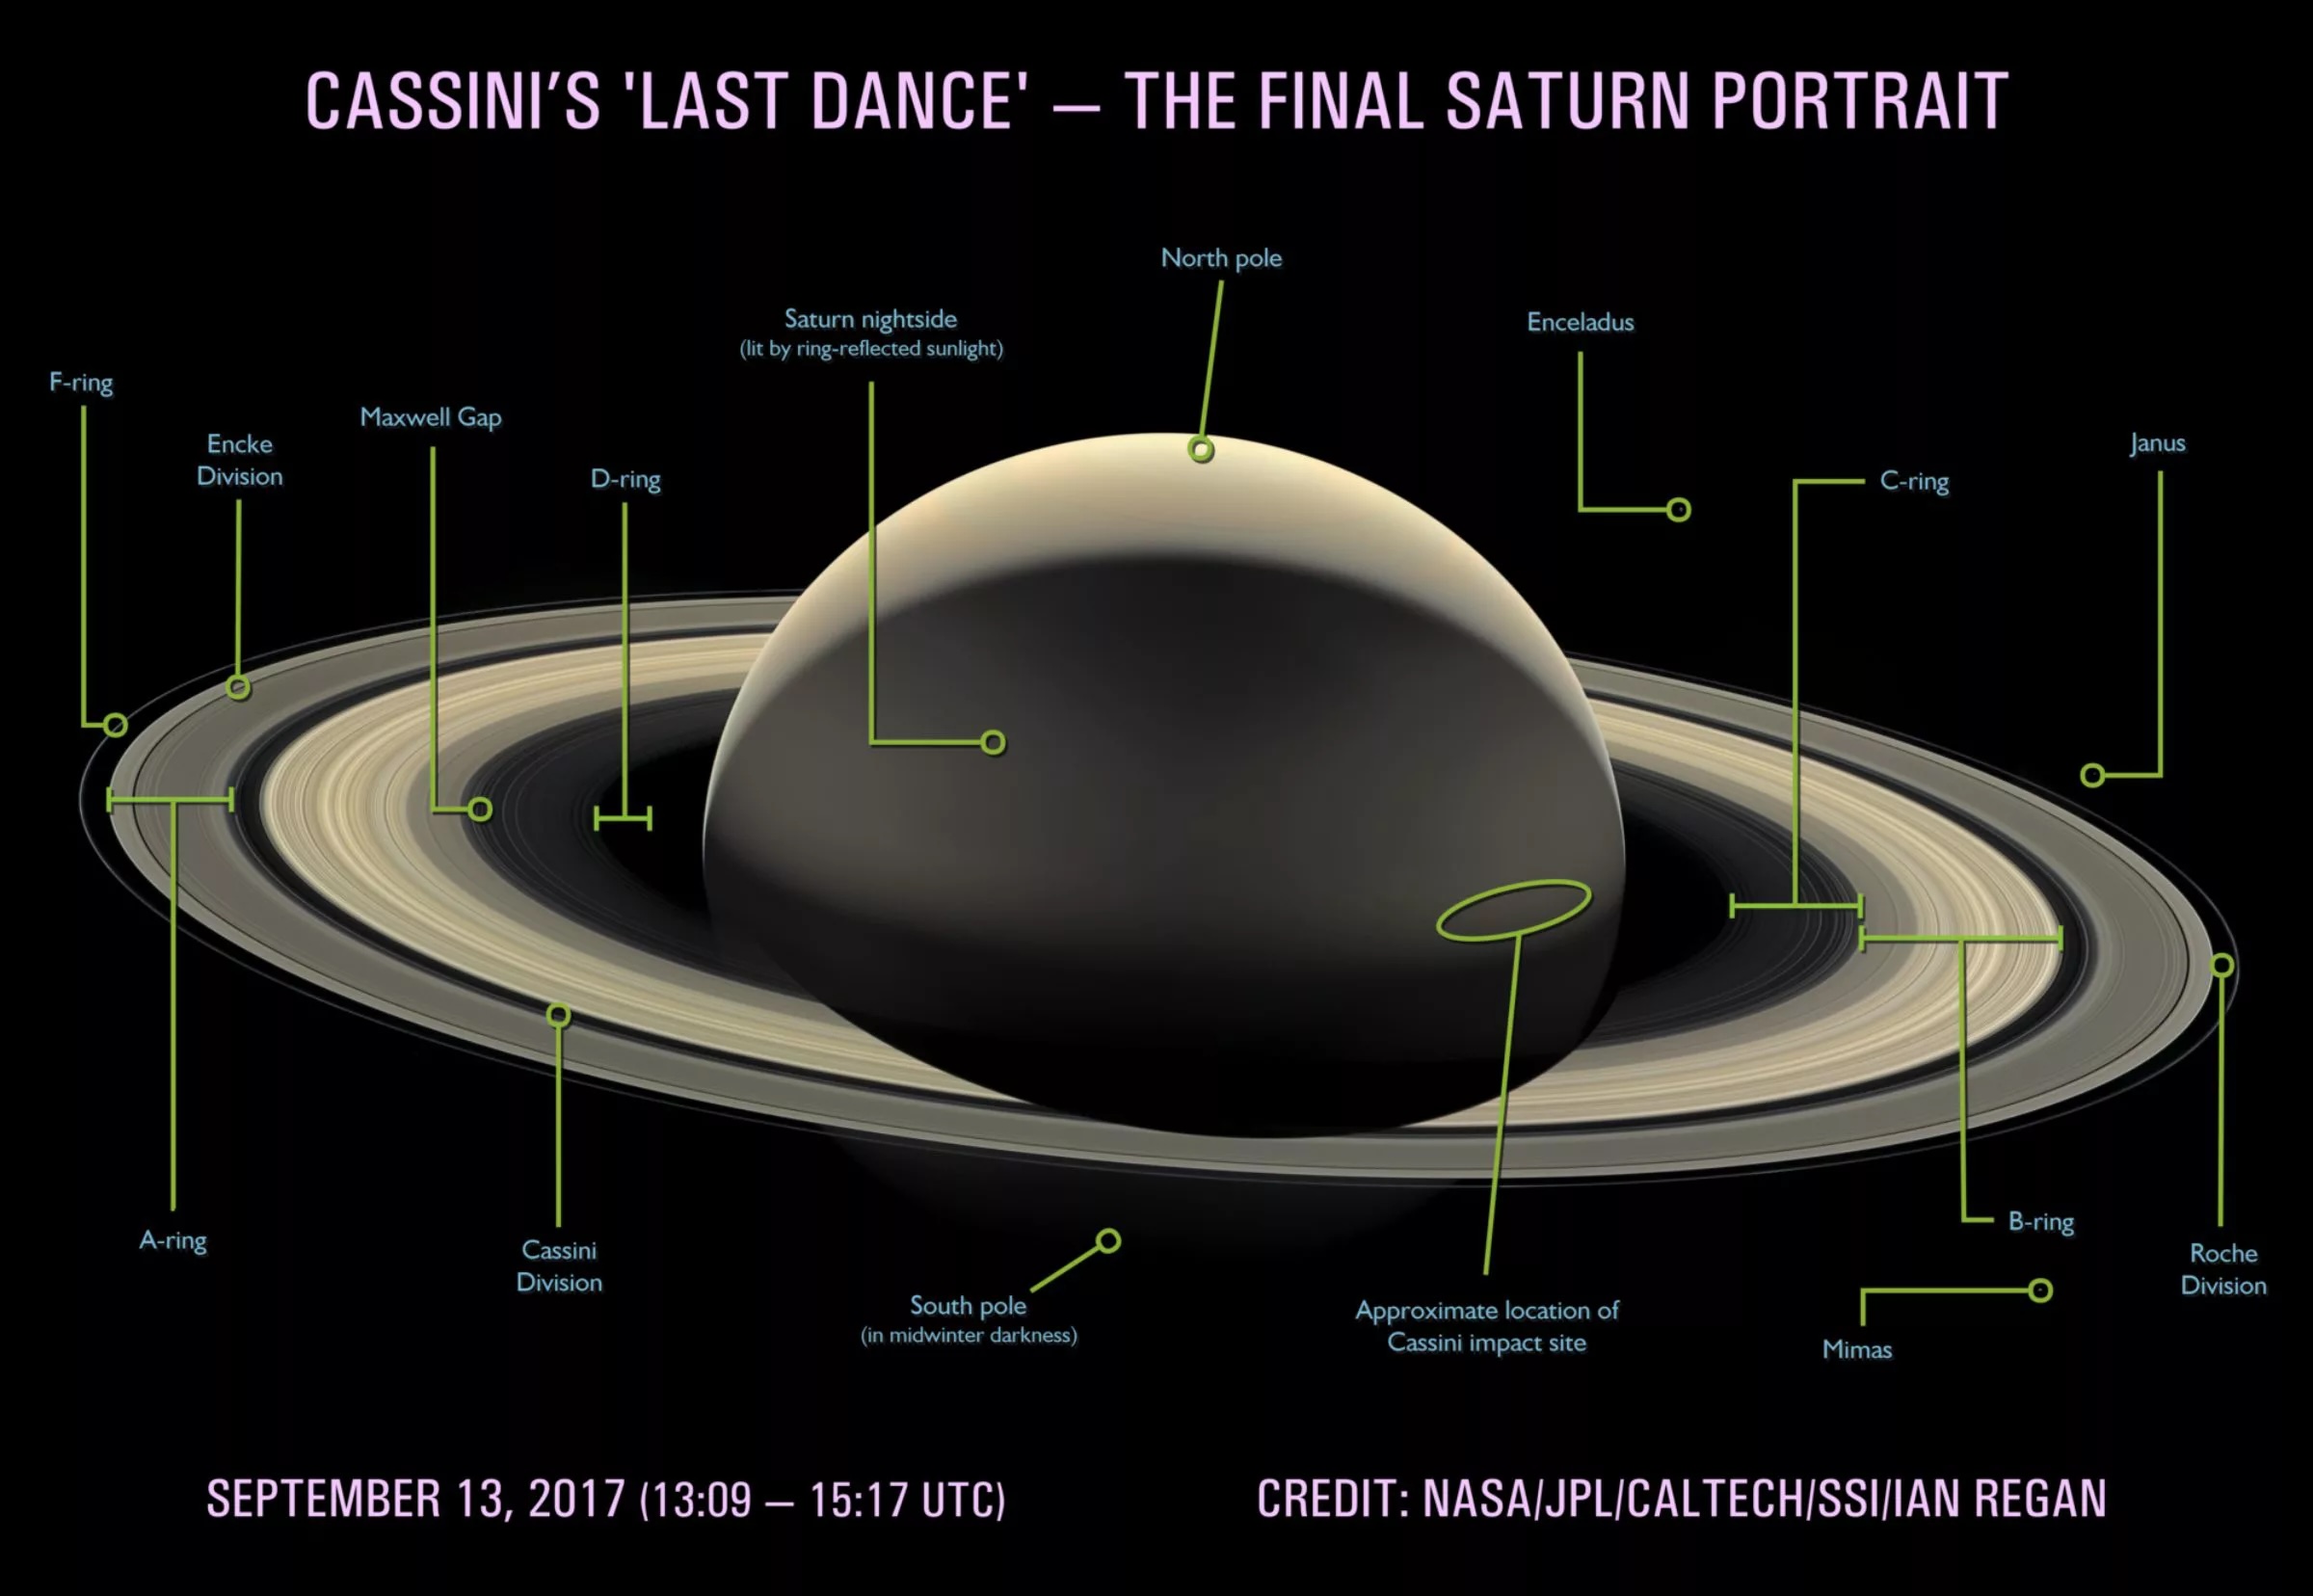 CASSINI’S 'LAST DANCE' – THE FINAL SATURN PORTRAIT
North pole
Saturn nightside
(lit by ring-reflected sunlight)
Enceladus
F-ring
Maxwell Gap
Encke
Division
D-ring
Janus
C-ring
A-ring
Cassini
Division
South pole
(in midwinter darkness)
Approximate location of
Cassini impact site
B-ring
Roche
Division
Mimas
SEPTEMBER 13, 2017 (13:09 – 15:17 UTC)
CREDIT: NASA/JPL/CALTECH/SSI/IAN REGAN